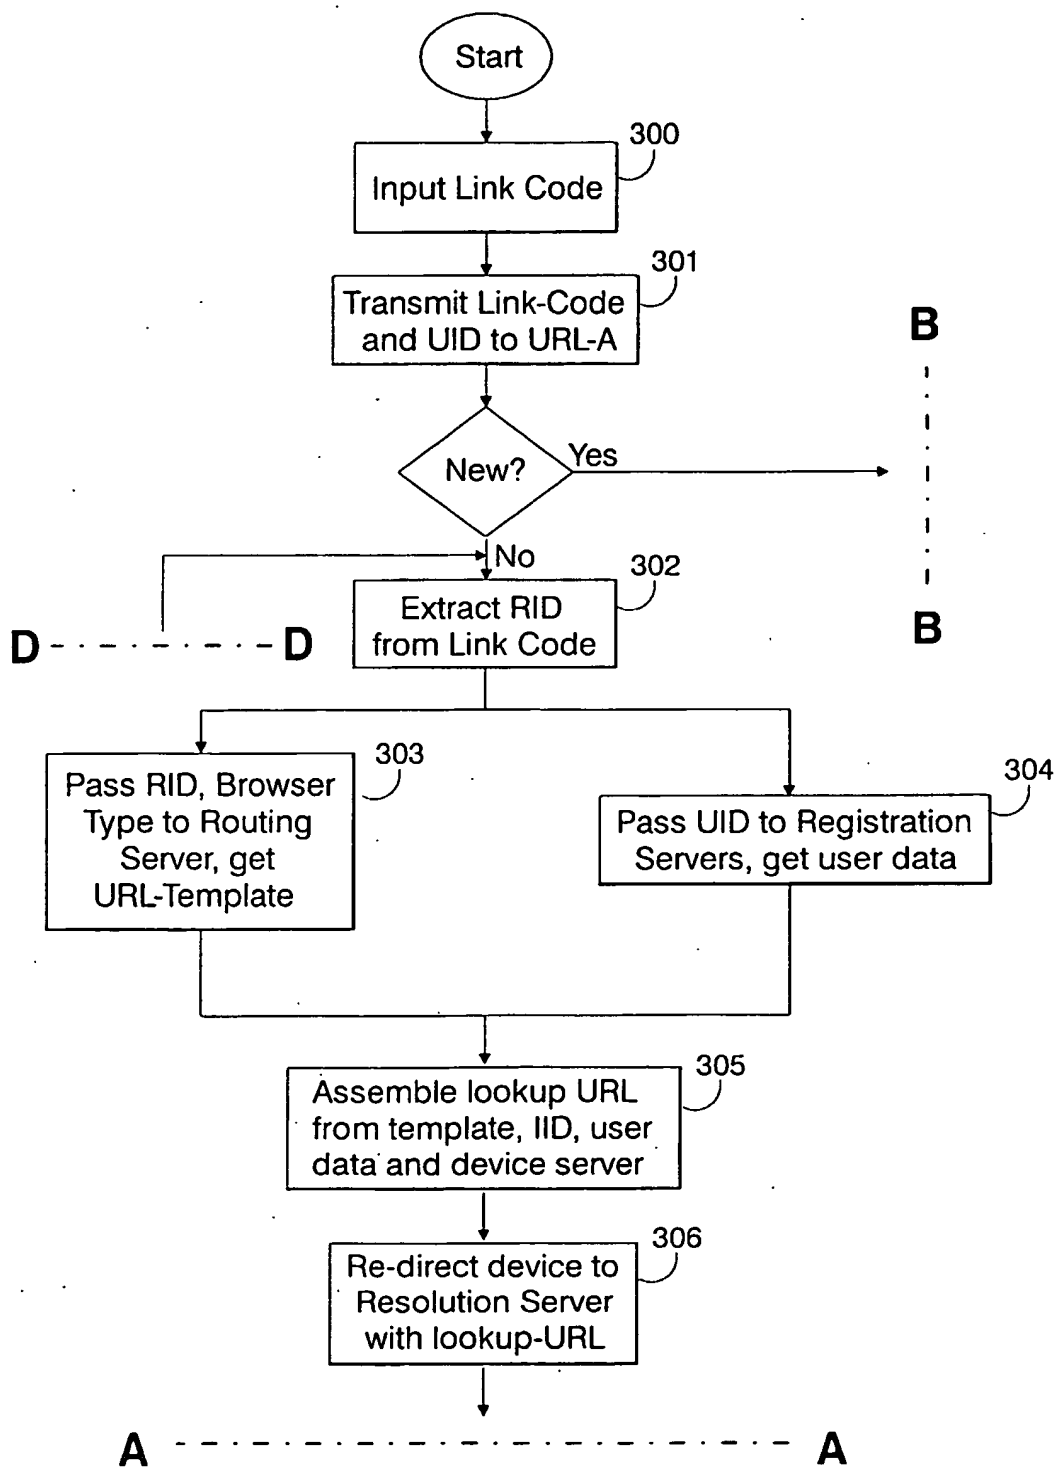 Start
300
Input Link Code
301
Transmit Link-Code
and UID to URL-A
B
New?
Yes
No
302
Extract RID
from Link Code
D
D
B
303
Pass RID, Browser
Type to Routing
Server, get
URL-Template
304
Pass UID to Registration
Servers, get user data
305
Assemble lookup URL
from template, IID, user
data and device server
306
Re-direct device to
Resolution Server
with lookup-URL
A
A